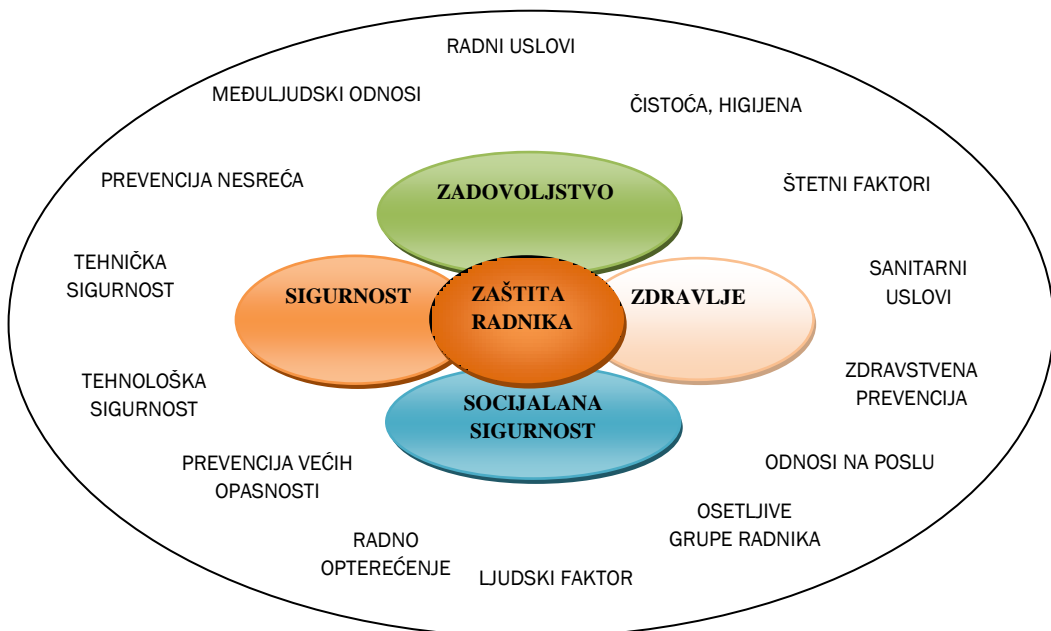 RADNI USLOVI
MEĐULJUDSKI ODNOSI
ČISTOĆA, HIGIJENA
PREVENCIJA NESREĆA
ZADOVOLJSTVO
ŠTETNI FAKTORI
TEHNIČKA
SIGURNOST
SIGURNOST
ZAŠTITA
RADNIKA
ZDRAVLJE
SANITARNI
USLOVI
TEHNOLOŠKA
SIGURNOST
SOCIJALANA
SIGURNOST
ZDRAVSTVENA
PREVENCIJA
PREVENCIJA VEĆIH
OPASNOSTI
ODNOSI NA POSLU
RADNO
OPTEREĆENJE
LJUDSKI FAKTOR
OSETLJIVE
GRUPE RADNIKA